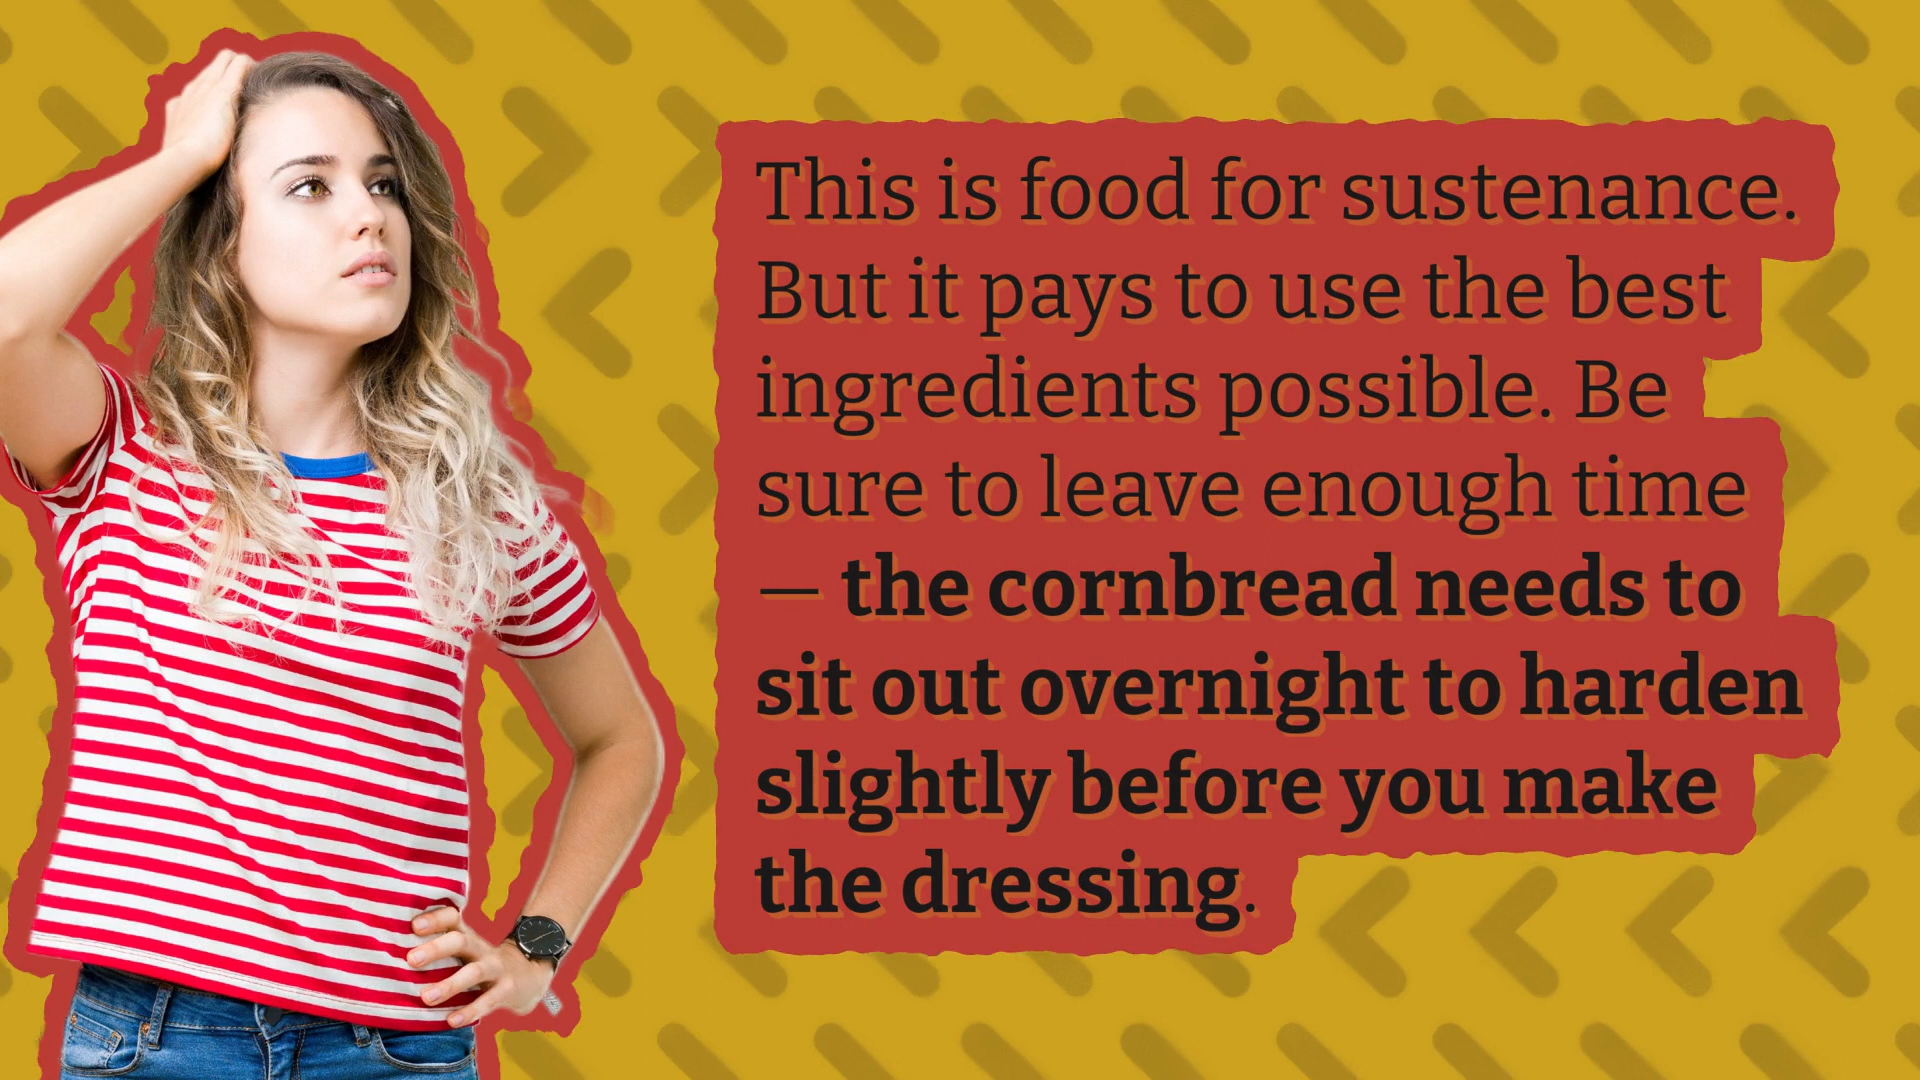 This is food for sustenance.
But it pays to use the best
ingredients possible. Be
sure to leave enough time
— the cornbread needs to
sit out overnight to harden
slightly before you make
the dressing.